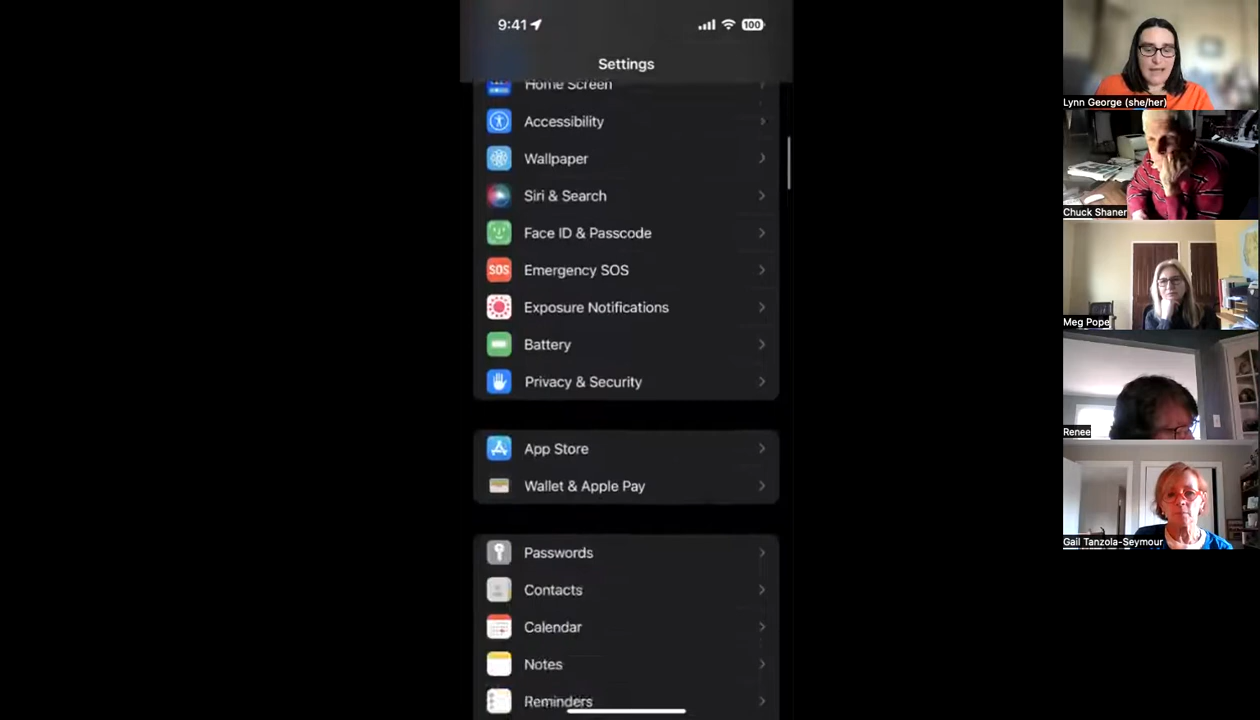 9:41
100
Settings
Home Screen
Accessibility
Wallpaper
Siri & Search
Face ID & Passcode
SOS
Emergency SOS
Exposure Notifications
Battery
Privacy & Security
App Store
Wallet & Apple Pay
Passwords
Contacts
Calendar
Notes
Reminders
Lynn George (she/her)
Chuck Shaner
Meg Pope
Renee
Gail Tanzola-Seymour